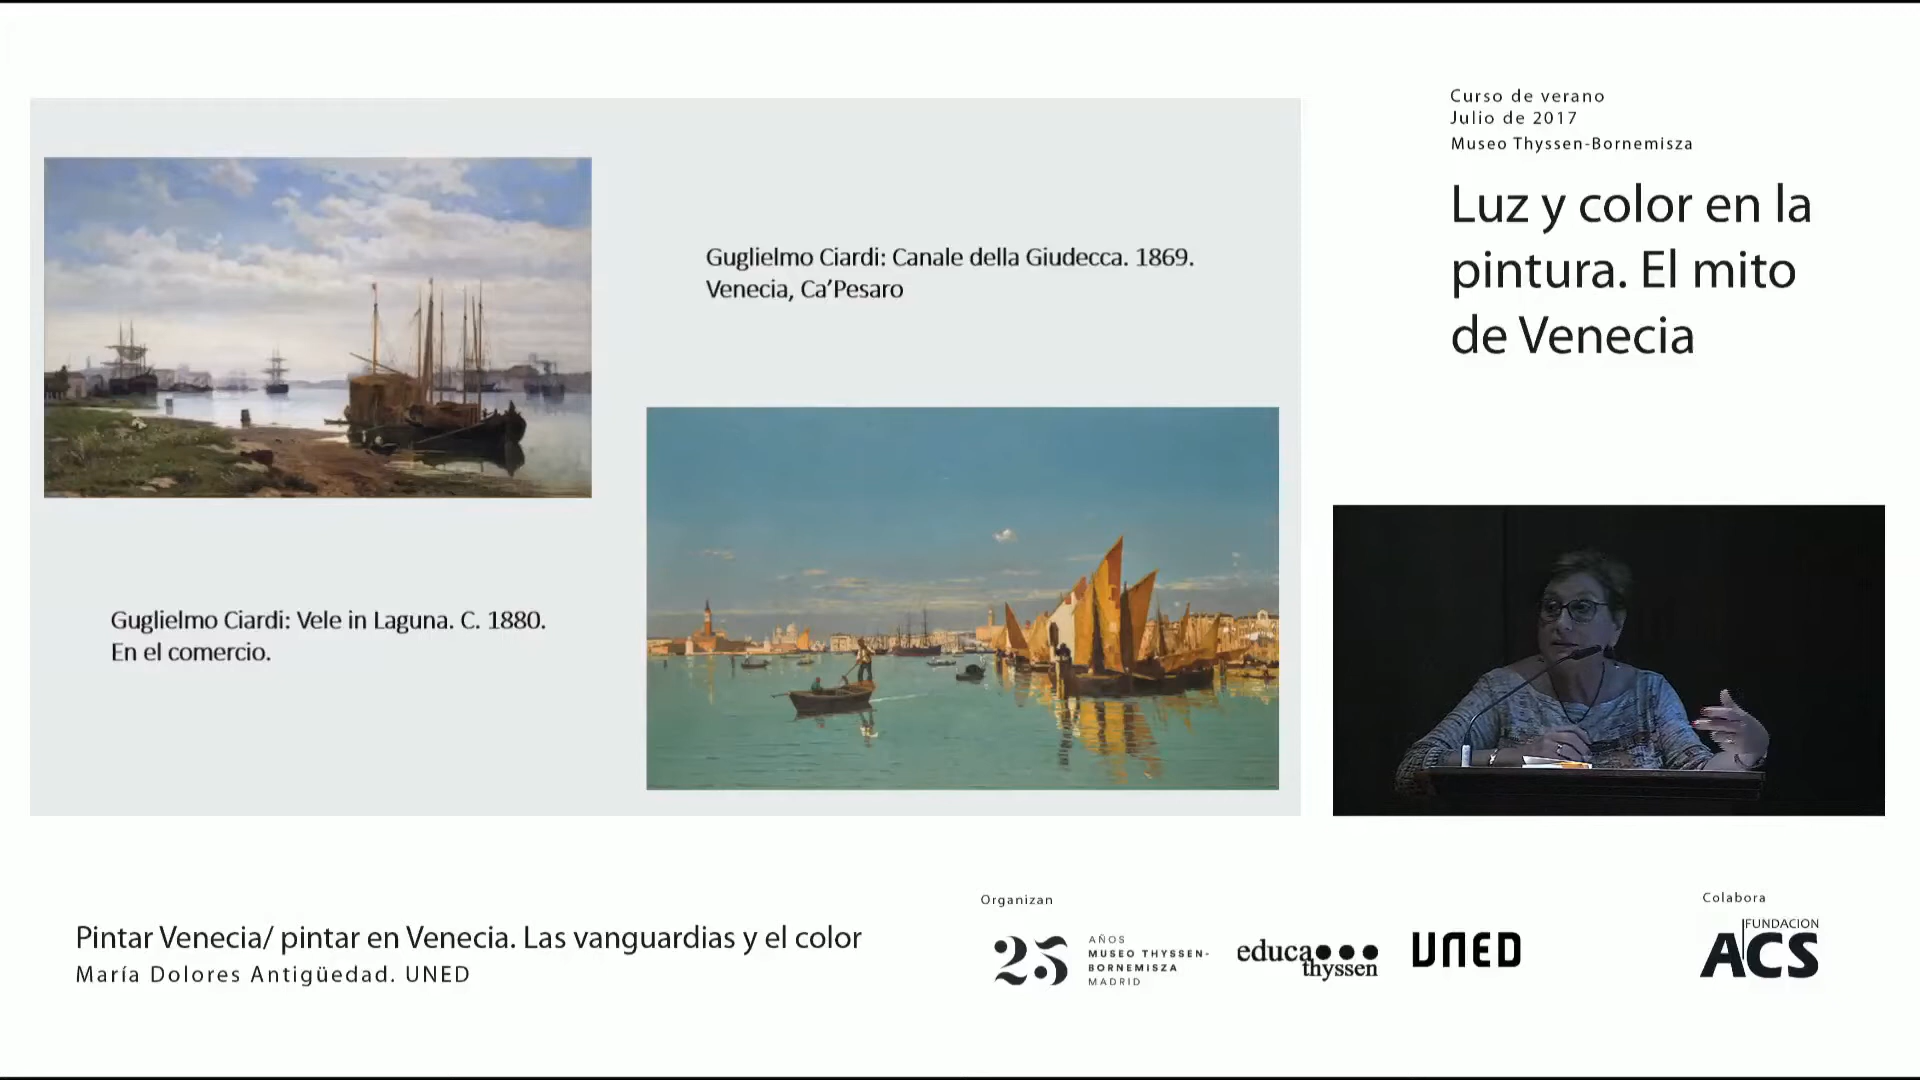 Curso de verano
Julio de 2017
Museo Thyssen-Bornemisza
Luz y color en la
pintura. El mito
de Venecia
Guglielmo Ciardi: Canale della Giudecca. 1869.
Venecia, Ca’Pesaro
Guglielmo Ciardi: Vele in Laguna. C. 1880.
En el comercio.
Pintar Venecia/ pintar en Venecia. Las vanguardias y el color
María Dolores Antigüedad. UNED
Organizan
25
AÑOS
MUSEO THYSSEN-
BORNEMISZA
MADRID
educa
thyssen
UNED
Colabora
FUNDACION
ACS